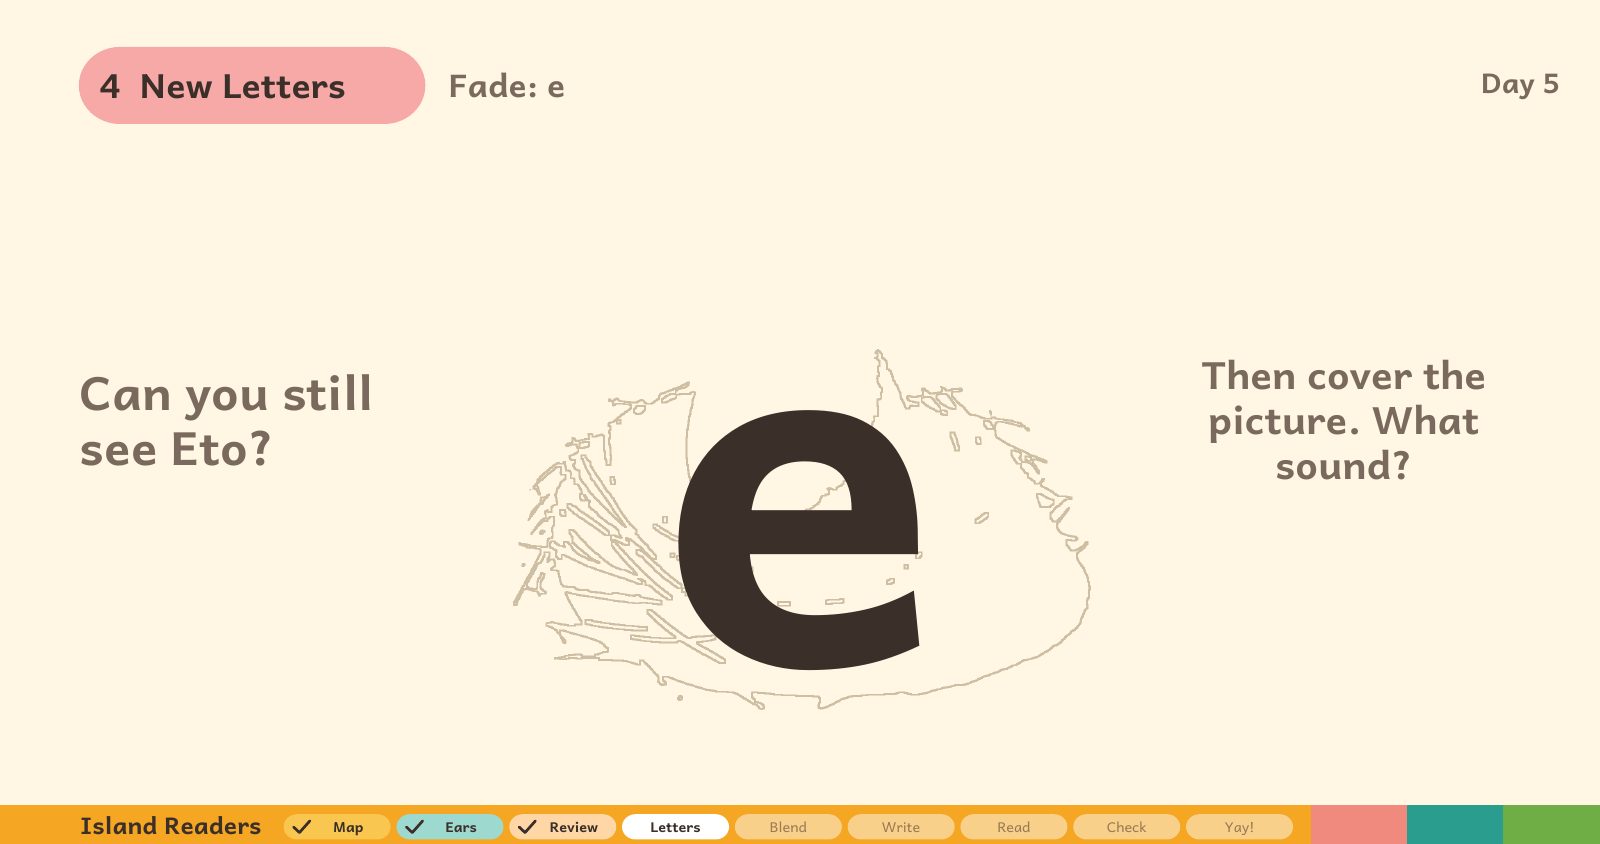 4 New Letters
Fade: e
Day 5
Can you still
see Eto?
e
Then cover the
picture. What
sound?
Island Readers
Map
Ears
Review
Letters
Blend
Write
Read
Check
Yay!